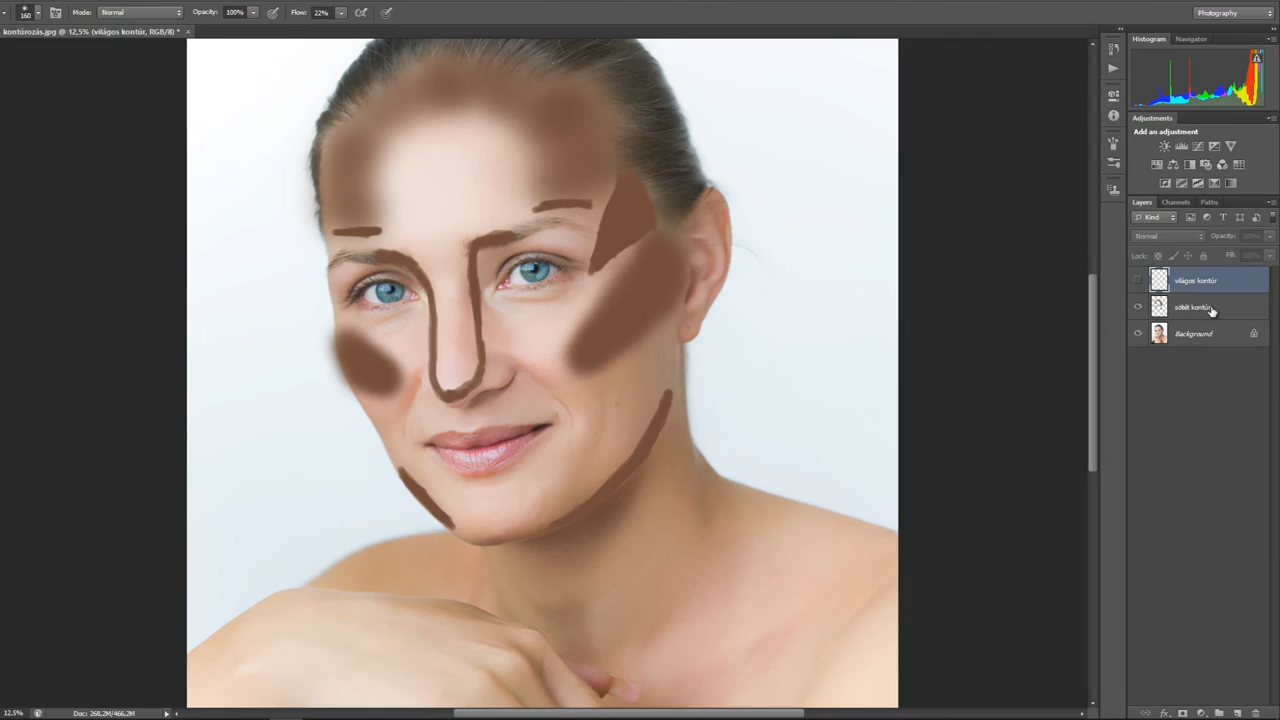 160 Mode: Normal Opacity: 100% Flow: 22% Photography
kontúrozás.jpg @ 12,5% (világos kontúr, RGB/8) * ×
Histogram Navigator
Adjustments
Add an adjustment
Layers Channels Paths
Kind
Normal Opacity:
Lock: Fill:
világos kontúr
sötét kontúr
Background
12,5% Doc: 268,2M/466,2M